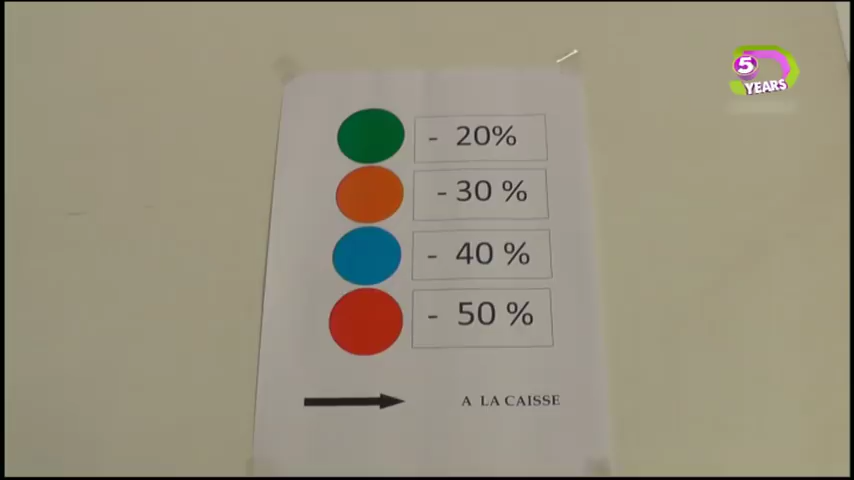 5
YEARS
- 20%
- 30 %
- 40 %
- 50 %
A LA CAISSE